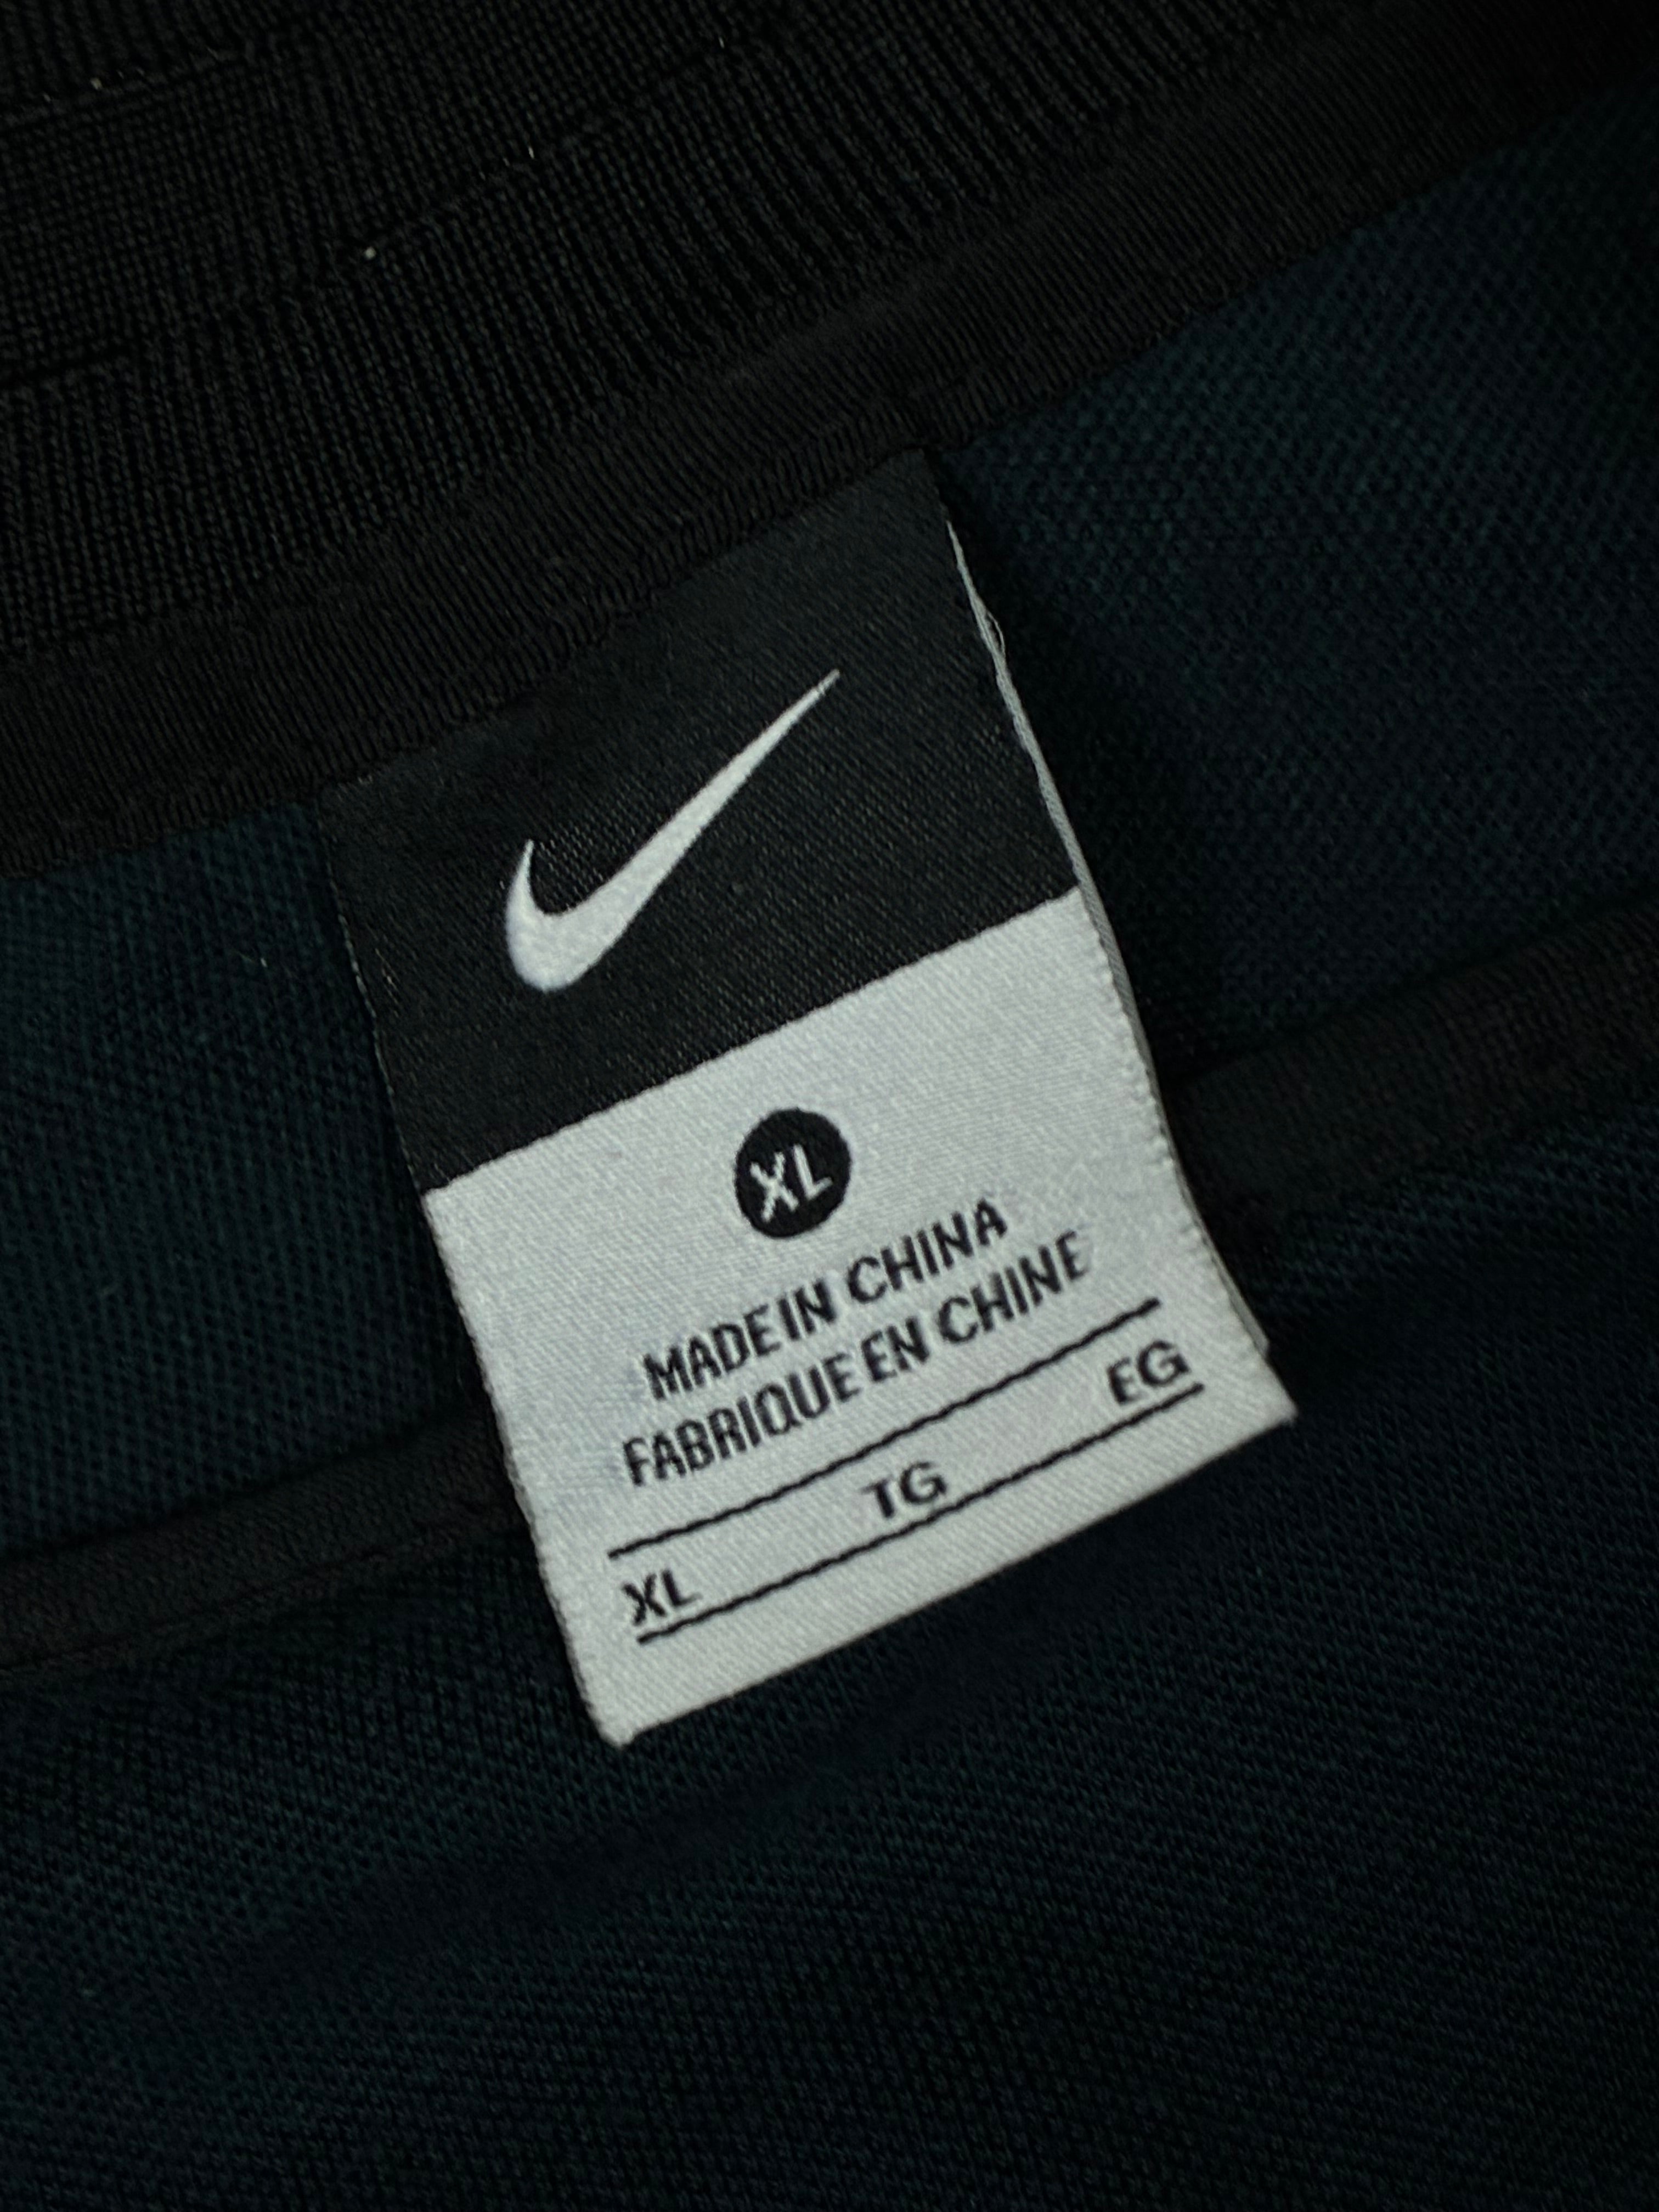 XL
MADE IN CHINA
FABRIQUE EN CHINE
XL TG EG